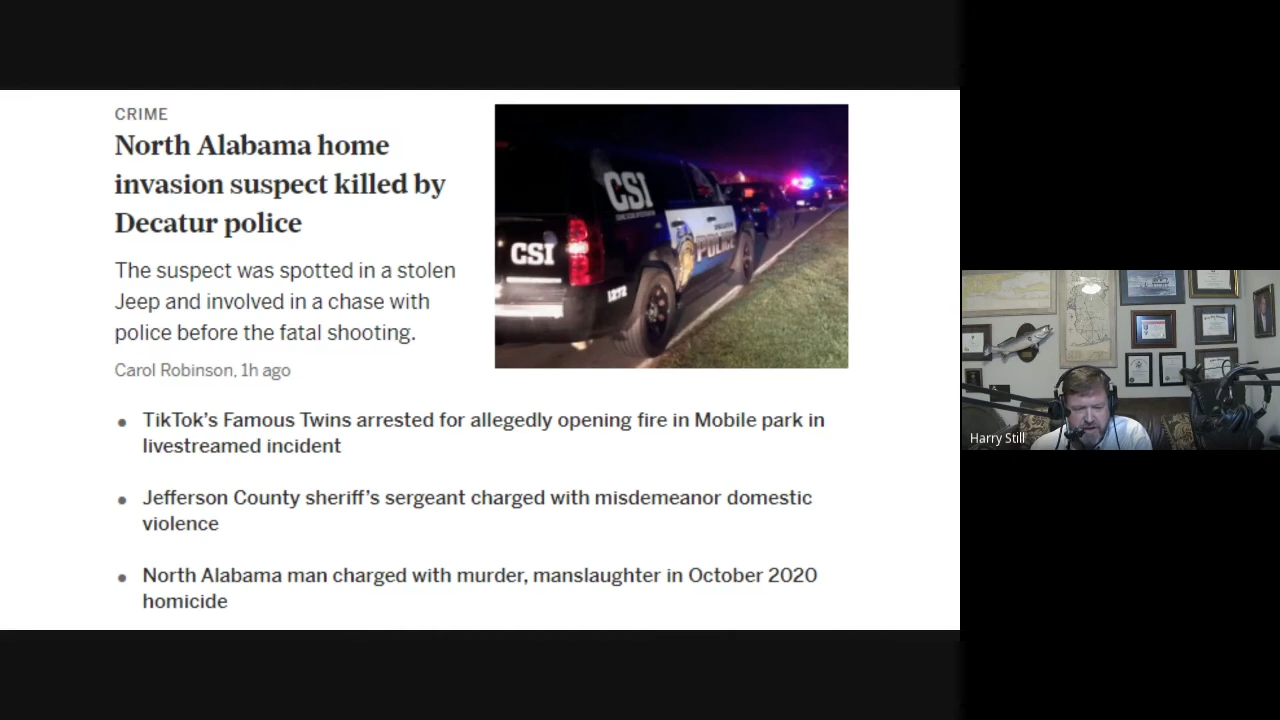 CRIME
North Alabama home
invasion suspect killed by
Decatur police
The suspect was spotted in a stolen
Jeep and involved in a chase with
police before the fatal shooting.
Carol Robinson, 1h ago
CSI
CSI
POLICE
1272
• TikTok’s Famous Twins arrested for allegedly opening fire in Mobile park in
livestreamed incident
• Jefferson County sheriff’s sergeant charged with misdemeanor domestic
violence
• North Alabama man charged with murder, manslaughter in October 2020
homicide
Harry Still